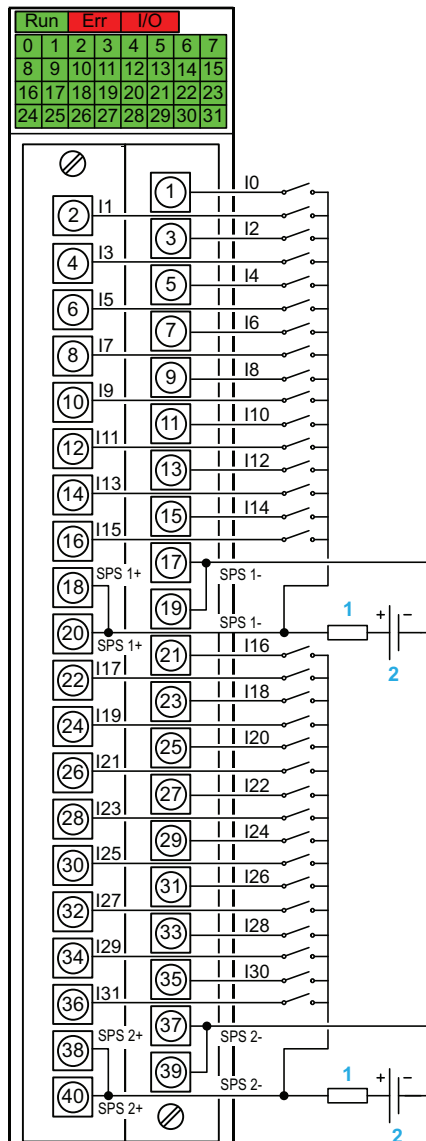 Run Err I/O
0 1 2 3 4 5 6 7
8 9 10 11 12 13 14 15
16 17 18 19 20 21 22 23
24 25 26 27 28 29 30 31
1 I0
2 I1
3 I2
4 I3
5 I4
6 I5
7 I6
8 I7
9 I8
10 I9
11 I10
12 I11
13 I12
14 I13
15 I14
16 I15
17 SPS 1-
18 SPS 1+
19 SPS 1-
20 SPS 1+
1
+ −
2
21 I16
22 I17
23 I18
24 I19
25 I20
26 I21
27 I22
28 I23
29 I24
30 I25
31 I26
32 I27
33 I28
34 I29
35 I30
36 I31
37 SPS 2-
38 SPS 2+
39 SPS 2-
40 SPS 2+
1
+ −
2